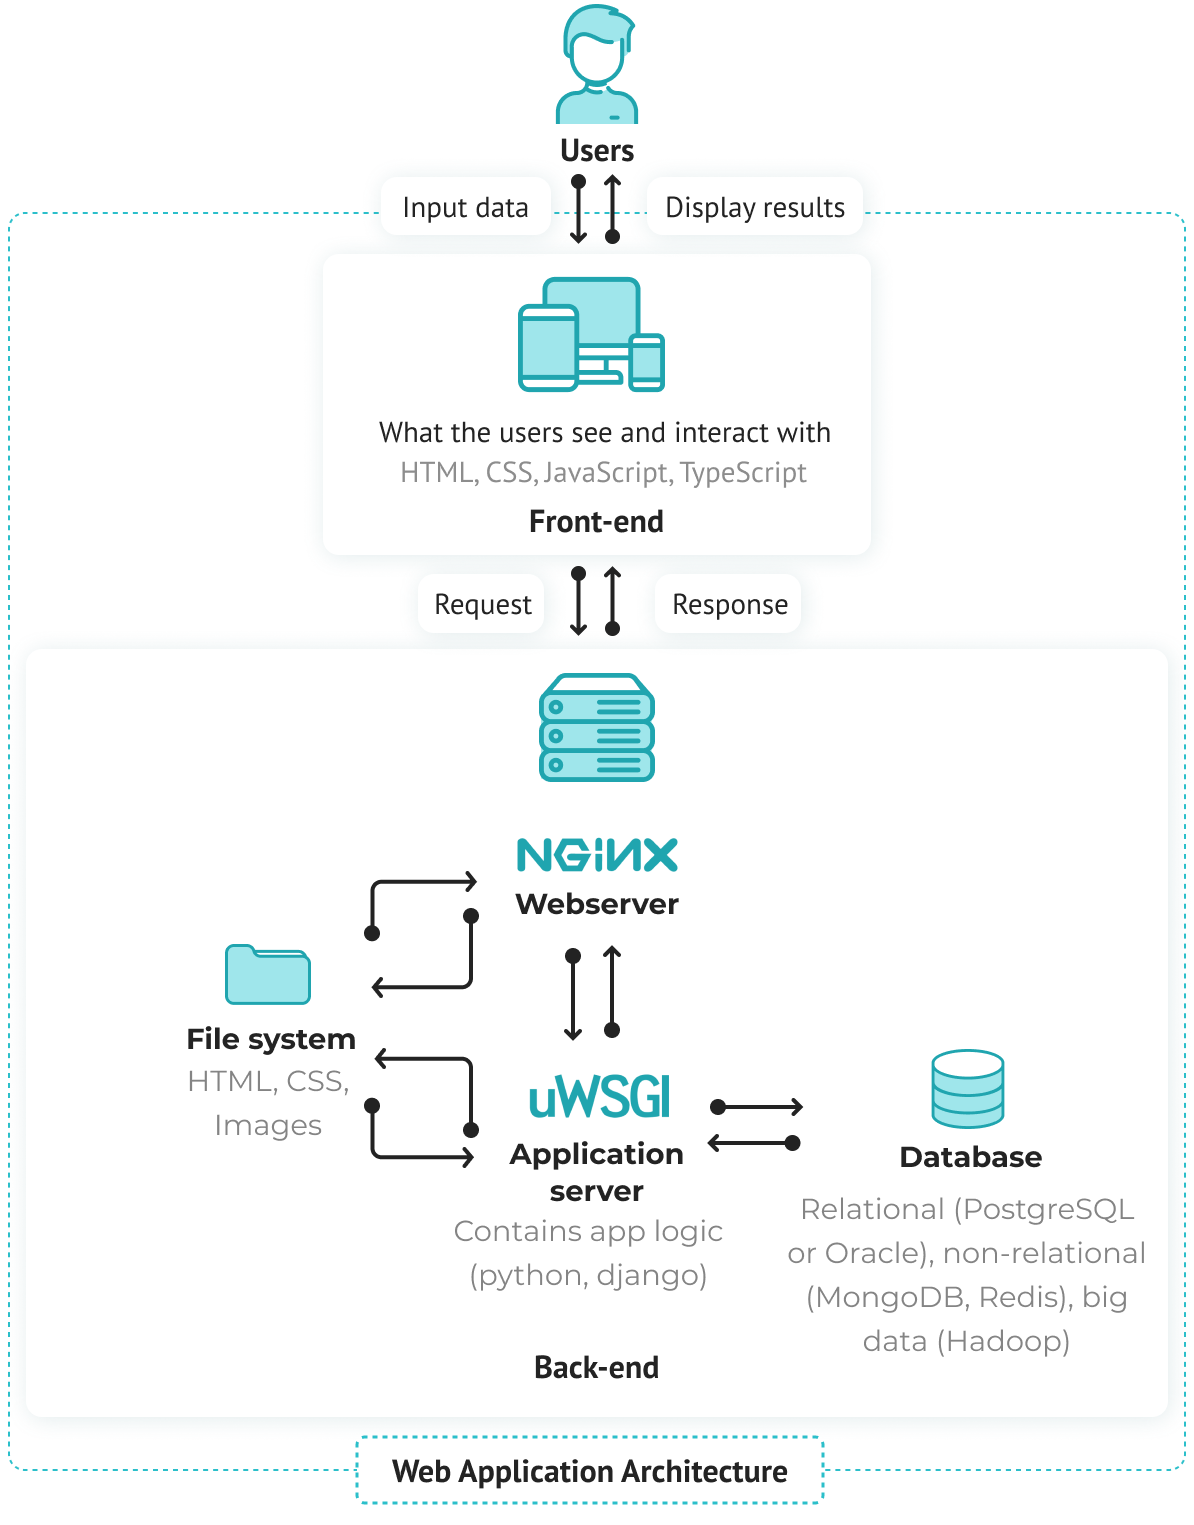 Users
Input data
Display results
What the users see and interact with
HTML, CSS, JavaScript, TypeScript
Front-end
Request
Response
NGINX
Webserver
File system
HTML, CSS,
Images
uWSGI
Application
server
Contains app logic
(python, django)
Database
Relational (PostgreSQL
or Oracle), non-relational
(MongoDB, Redis), big
data (Hadoop)
Back-end
Web Application Architecture